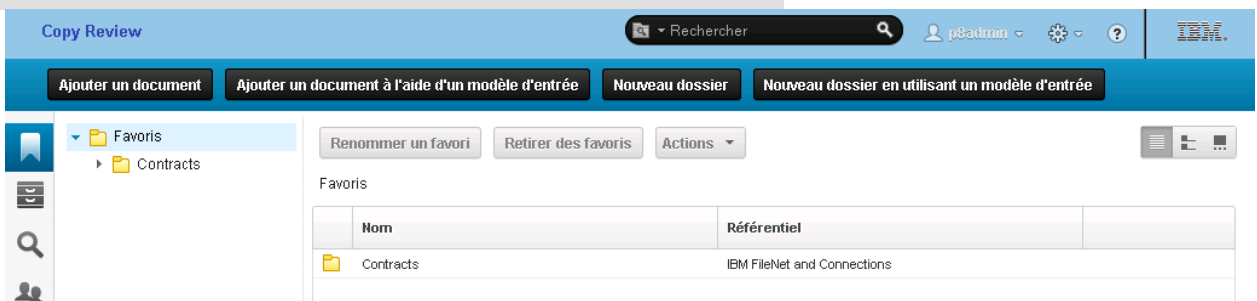 Copy Review
Rechercher
p8admin
?
IBM.
Ajouter un document
Ajouter un document à l'aide d'un modèle d'entrée
Nouveau dossier
Nouveau dossier en utilisant un modèle d'entrée
Favoris
Contracts
Renommer un favori
Retirer des favoris
Actions
Favoris
Nom
Référentiel
Contracts
IBM FileNet and Connections